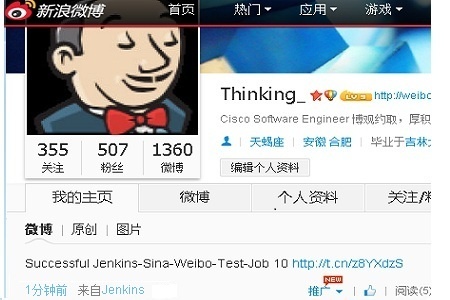 新浪微博 首页 热门 应用 游戏
Thinking_ http://weibo
Cisco Software Engineer 博观约取，厚积
天蝎座 安徽 合肥 毕业于吉林大
355 507 1360
关注 粉丝 微博
编辑个人资料
我的主页 微博 个人资料 关注/粉
微博 原创 图片
Successful Jenkins-Sina-Weibo-Test-Job 10 http://t.cn/z8YXdzS
NEW
1分钟前 来自Jenkins 推广 阅读(5)